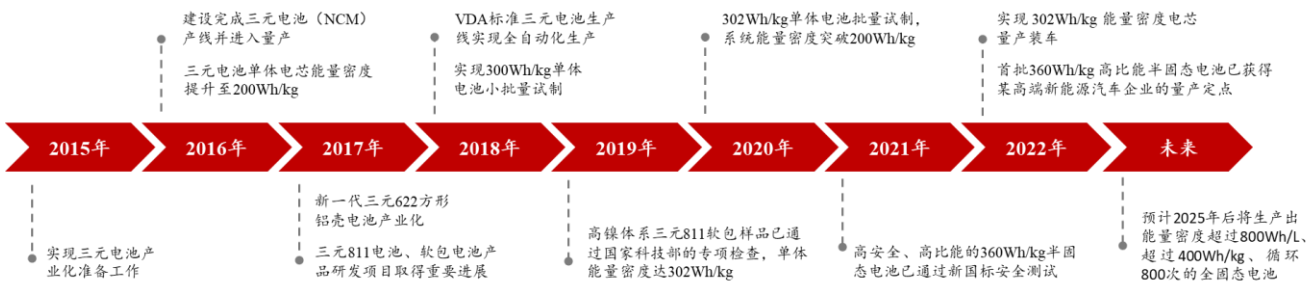 建设完成三元电池（NCM）
产线并进入量产
三元电池单体电芯能量密度
提升至200Wh/kg
VDA标准三元电池生产
线实现全自动化生产
实现300Wh/kg单体
电池小批量试制
302Wh/kg单体电池批量试制，
系统能量密度突破200Wh/kg
实现 302Wh/kg 能量密度电芯
量产装车
首批360Wh/kg 高比能半固态电池已获得
某高端新能源汽车企业的量产定点
2015年
2016年
2017年
2018年
2019年
2020年
2021年
2022年
未来
实现三元电池产
业化准备工作
新一代三元622方形
铝壳电池产业化
三元811电池、软包电池产
品研发项目取得重要进展
高镍体系三元811软包样品已通
过国家科技部的专项检查，单体
能量密度达302Wh/kg
高安全、高比能的360Wh/kg半固
态电池已通过新国标安全测试
预计2025年后将生产出
能量密度超过800Wh/L、
超过400Wh/kg、循环
800次的全固态电池